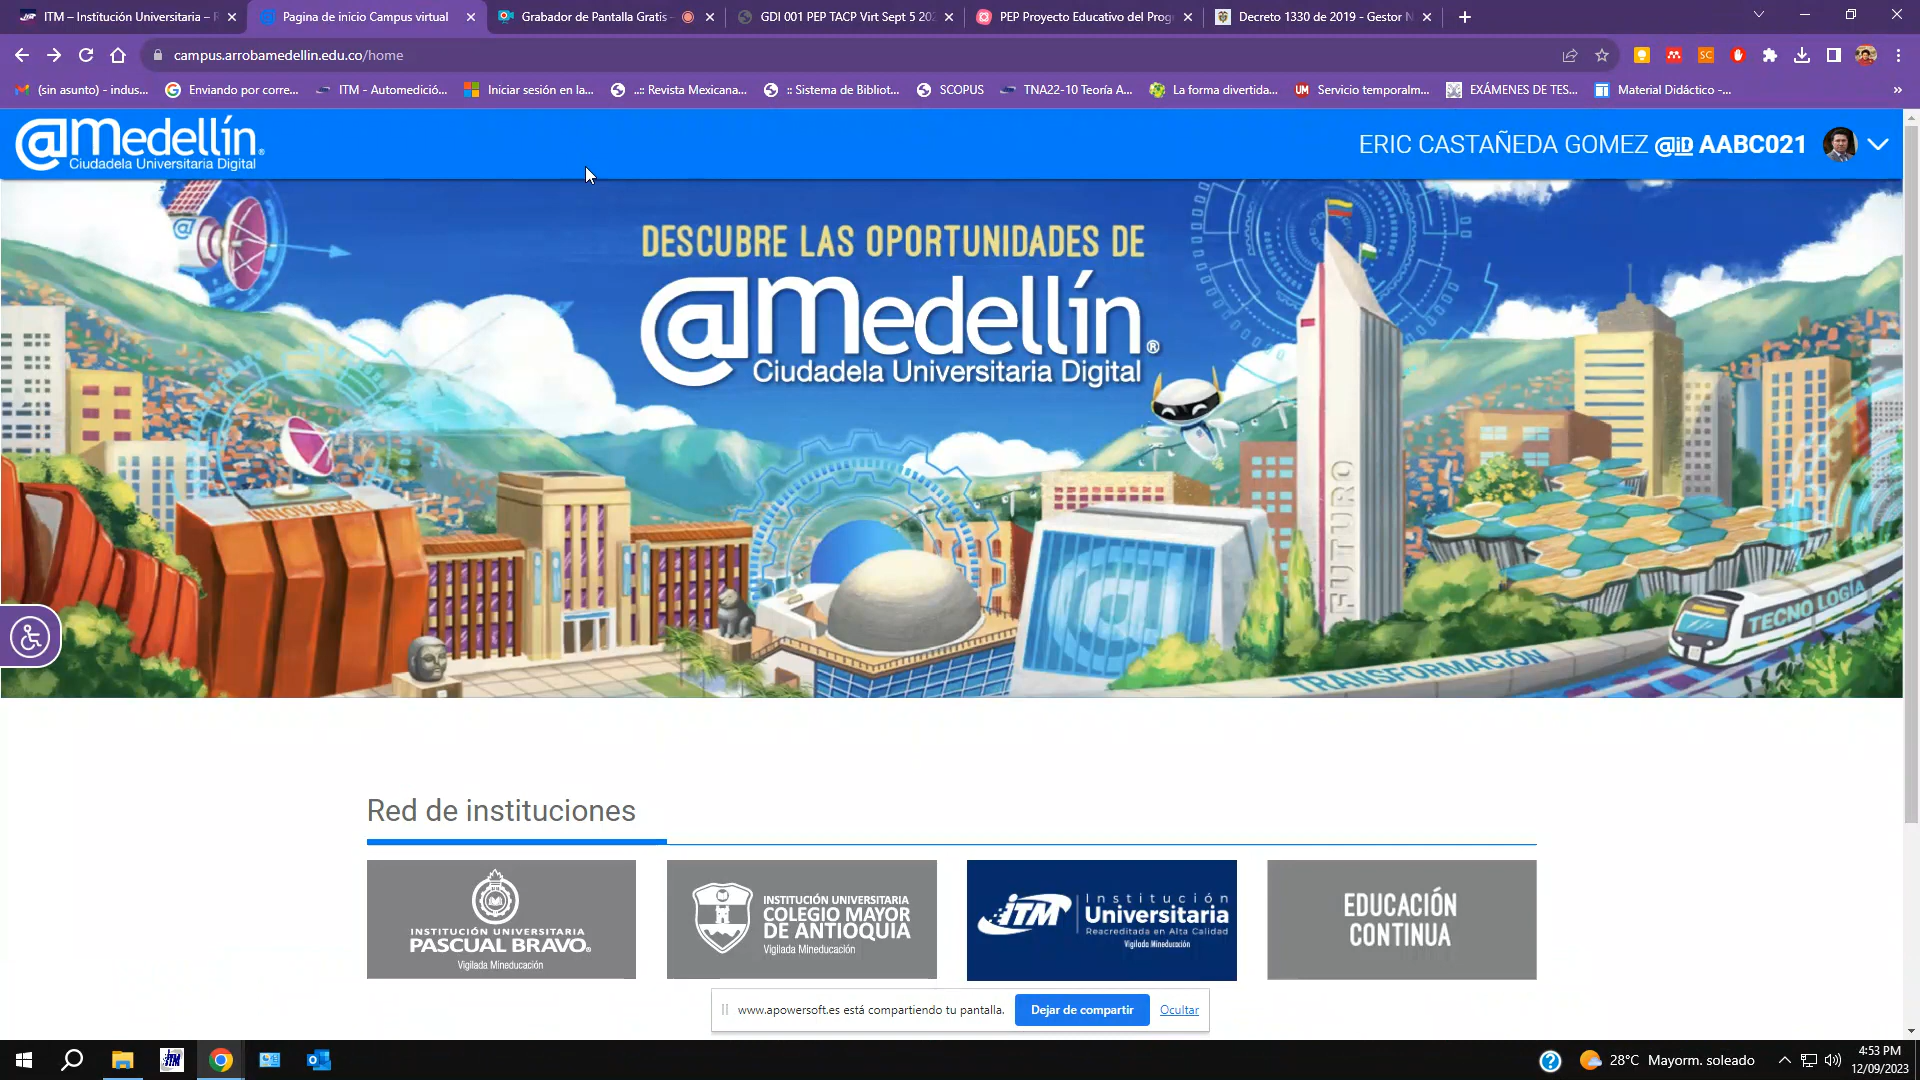 ITM – Institución Universitaria – R
Pagina de inicio Campus virtual
Grabador de Pantalla Gratis -
GDI 001 PEP TACP Virt Sept 5 202
PEP Proyecto Educativo del Prog
Decreto 1330 de 2019 - Gestor N
campus.arrobamedellin.edu.co/home
(sin asunto) - indus...
Enviando por corre...
ITM - Automedició...
Iniciar sesión en la...
..:: Revista Mexicana...
:: Sistema de Bibliot...
SCOPUS
TNA22-10 Teoría A...
La forma divertida...
UM Servicio temporalm...
EXÁMENES DE TES...
Material Didáctico -...
»
@Medellín®
Ciudadela Universitaria Digital
ERIC CASTAÑEDA GOMEZ @iD AABC021
DESCUBRE LAS OPORTUNIDADES DE
@Medellín®
Ciudadela Universitaria Digital
INNOVACIÓN
FUTURO
TECNOLOGÍA
TRANSFORMACIÓN
Red de instituciones
INSTITUCIÓN UNIVERSITARIA
PASCUAL BRAVO®
Vigilada Mineducación
INSTITUCIÓN UNIVERSITARIA
COLEGIO MAYOR
DE ANTIOQUIA
Vigilada Mineducación
iTM
Institución
Universitaria
Reacreditada en Alta Calidad
Vigilada Mineducación
EDUCACIÓN
CONTINUA
www.apowersoft.es está compartiendo tu pantalla.
Dejar de compartir
Ocultar
28°C Mayorm. soleado
4:53 PM
12/09/2023